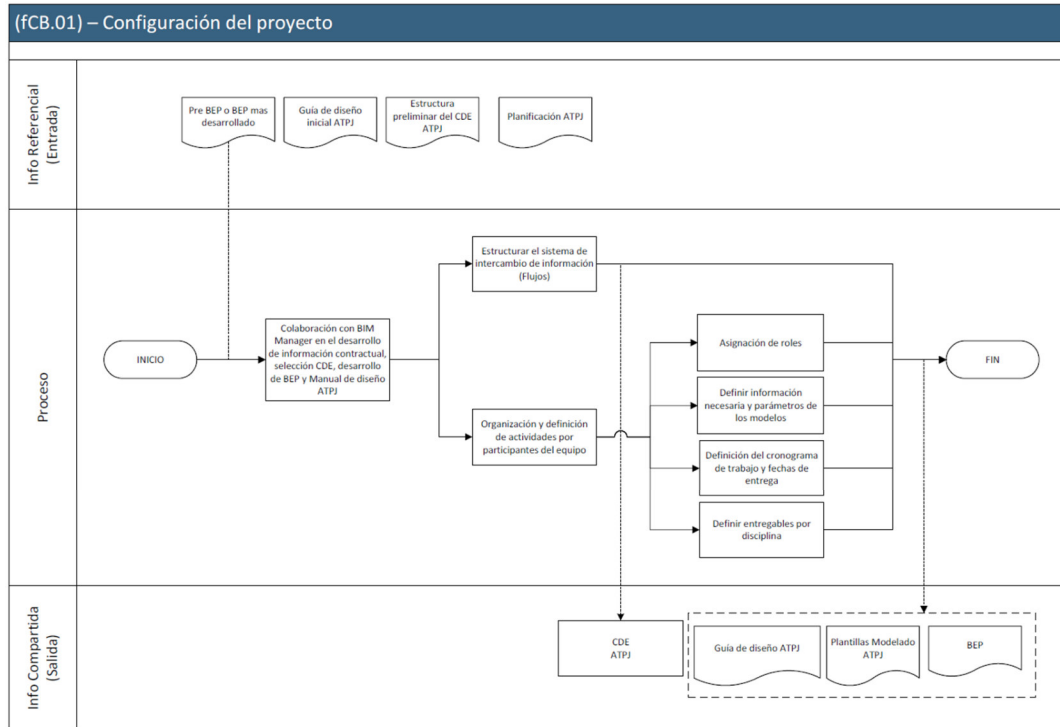 (fCB.01) – Configuración del proyecto
Info Referencial
(Entrada)
Pre BEP o BEP mas
desarrollado
Guía de diseño
inicial ATPJ
Estructura
preliminar del CDE
ATPJ
Planificación ATPJ
Proceso
INICIO
Colaboración con BIM
Manager en el desarrollo
de información contractual,
selección CDE, desarrollo
de BEP y Manual de diseño
ATPJ
Estructurar el sistema de
intercambio de información
(Flujos)
Organización y definición
de actividades por
participantes del equipo
Asignación de roles
Definir información
necesaria y parámetros de
los modelos
Definición del cronograma
de trabajo y fechas de
entrega
Definir entregables por
disciplina
FIN
Info Compartida
(Salida)
CDE
ATPJ
Guía de diseño ATPJ
Plantillas Modelado
ATPJ
BEP